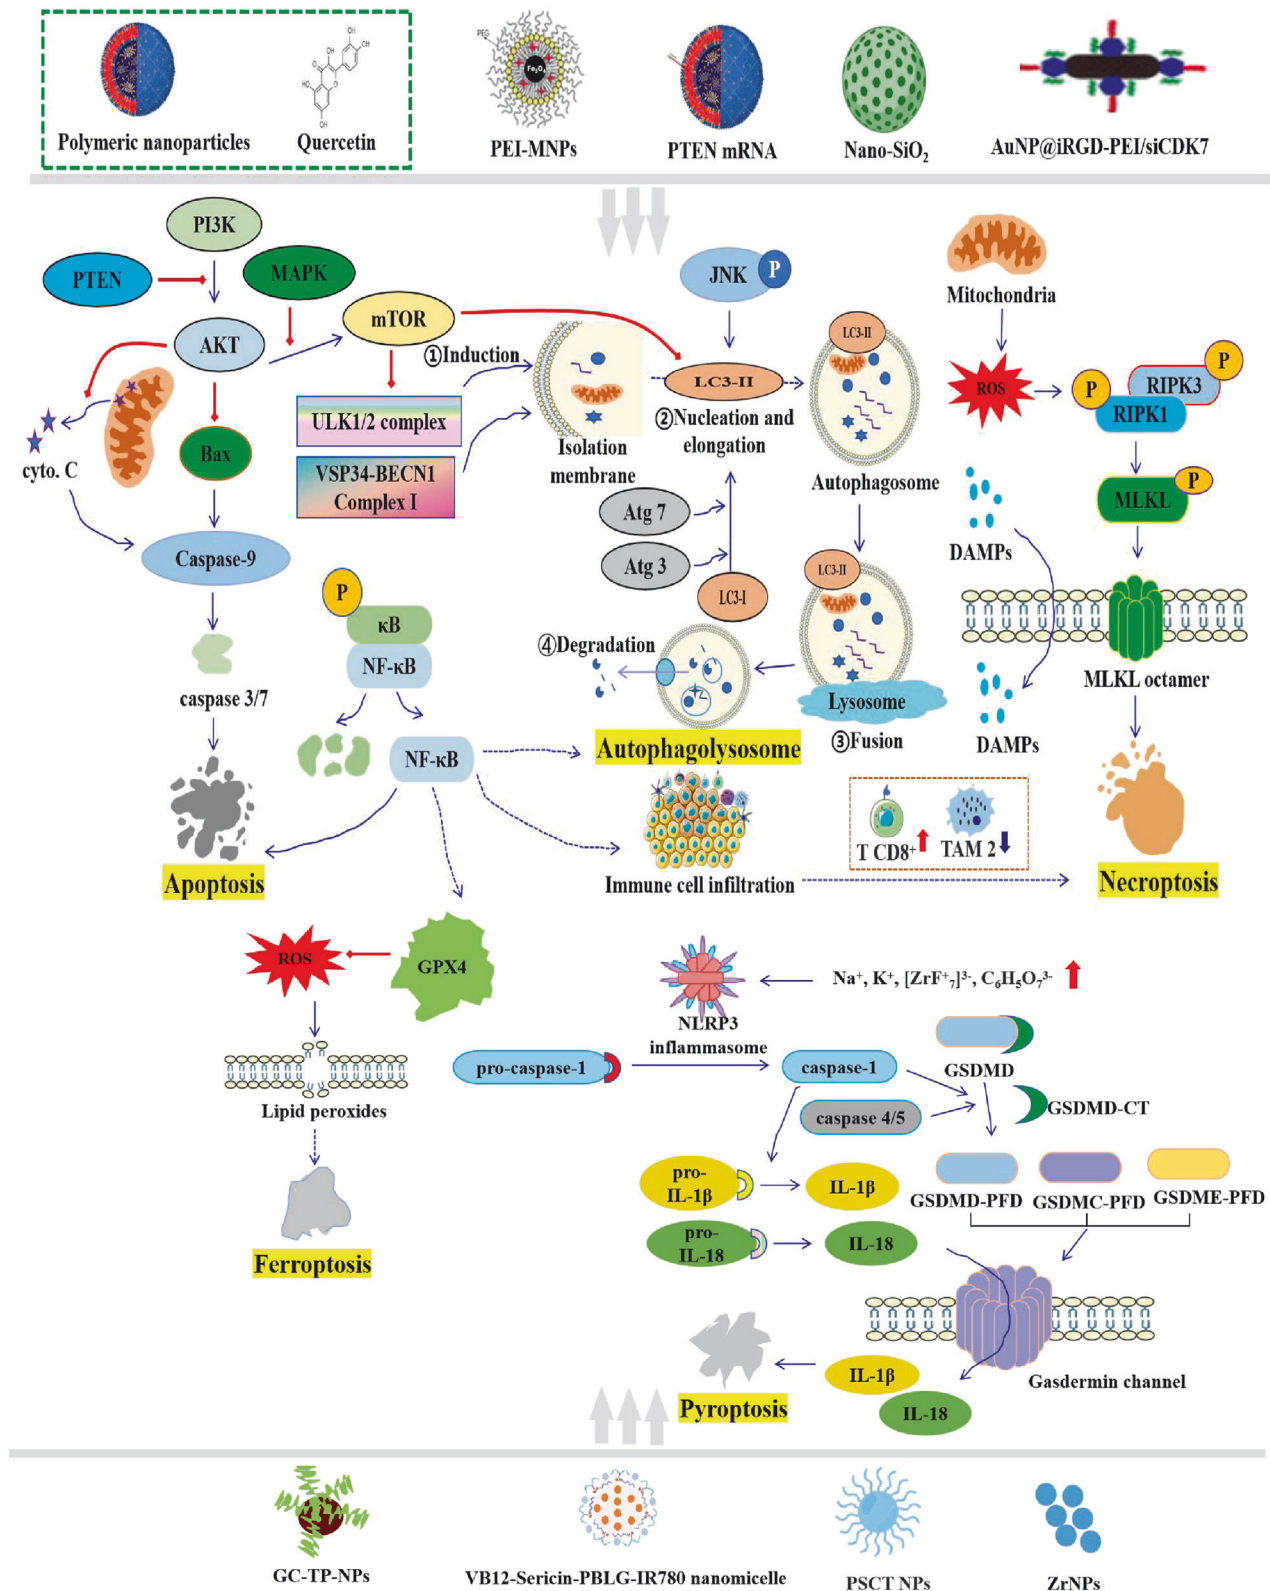 PEG
Fe₃O₄
OH
OH
HO
O
OH
O
OH
Polymeric nanoparticles
Quercetin
PEI-MNPs
PTEN mRNA
Nano-SiO₂
AuNP@iRGD-PEI/siCDK7
PI3K
PTEN
MAPK
AKT
mTOR
①Induction
JNK
P
Mitochondria
LC3-II
LC3-II
②Nucleation and
elongation
ROS
P
P
RIPK3
RIPK1
ULK1/2 complex
VSP34-BECN1
Complex I
Isolation
membrane
Autophagosome
cyto. C
Bax
MLKL
P
DAMPs
Atg 7
Atg 3
LC3-I
LC3-II
Caspase-9
caspase 3/7
P
κB
NF-κB
④Degradation
Lysosome
③Fusion
MLKL octamer
DAMPs
NF-κB
Autophagolysosome
T CD8⁺
TAM 2
Apoptosis
Immune cell infiltration
Necroptosis
ROS
GPX4
Na⁺, K⁺, [ZrF⁺₇]³⁻, C₆H₅O₇³⁻
NLRP3
inflammasome
pro-caspase-1
caspase-1
GSDMD
caspase 4/5
GSDMD-CT
Lipid peroxides
pro-
IL-1β
IL-1β
GSDMD-PFD
GSDMC-PFD
GSDME-PFD
pro-
IL-18
IL-18
Ferroptosis
Gasdermin channel
IL-1β
IL-18
Pyroptosis
GC-TP-NPs
VB12-Sericin-PBLG-IR780 nanomicelle
PSCT NPs
ZrNPs